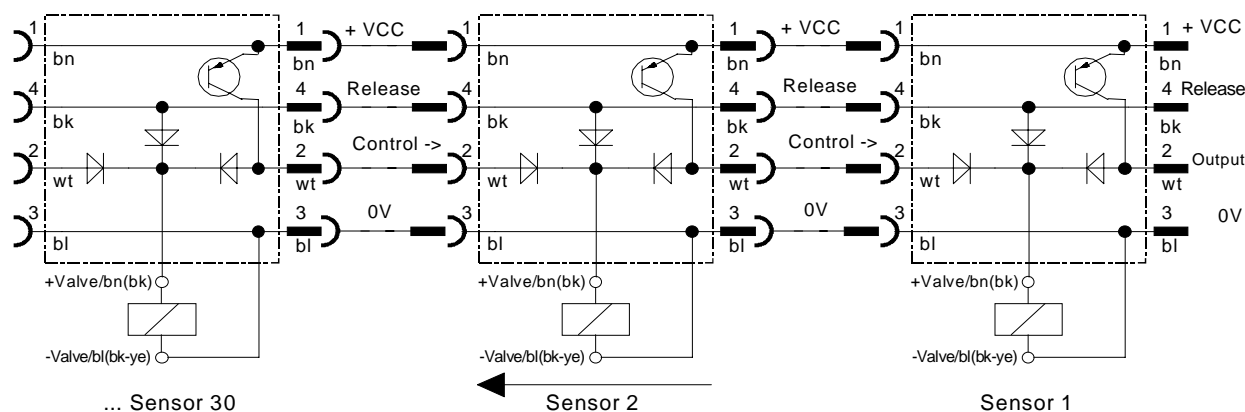 1 1 + VCC 1 1 + VCC 1 1 + VCC
bn bn bn bn bn bn
4 4 Release 4 4 Release 4 4 Release
bk bk bk bk bk bk
2 2 Control -> 2 2 Control -> 2 2 Output
wt wt wt wt wt wt
3 3 0V 3 3 0V 3 3 0V
bl bl bl bl bl bl
+Valve/bn(bk) +Valve/bn(bk) +Valve/bn(bk)
-Valve/bl(bk-ye) -Valve/bl(bk-ye) -Valve/bl(bk-ye)
... Sensor 30 Sensor 2 Sensor 1